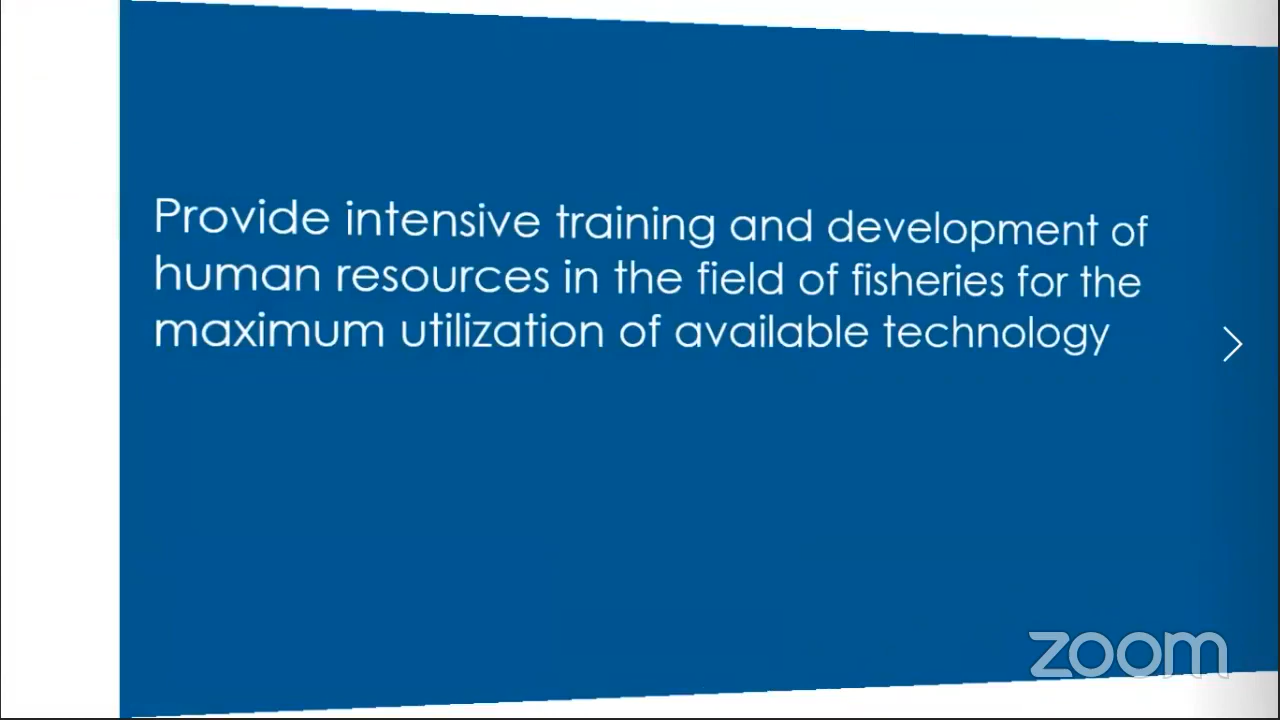 Provide intensive training and development of
human resources in the field of fisheries for the
maximum utilization of available technology
zoom